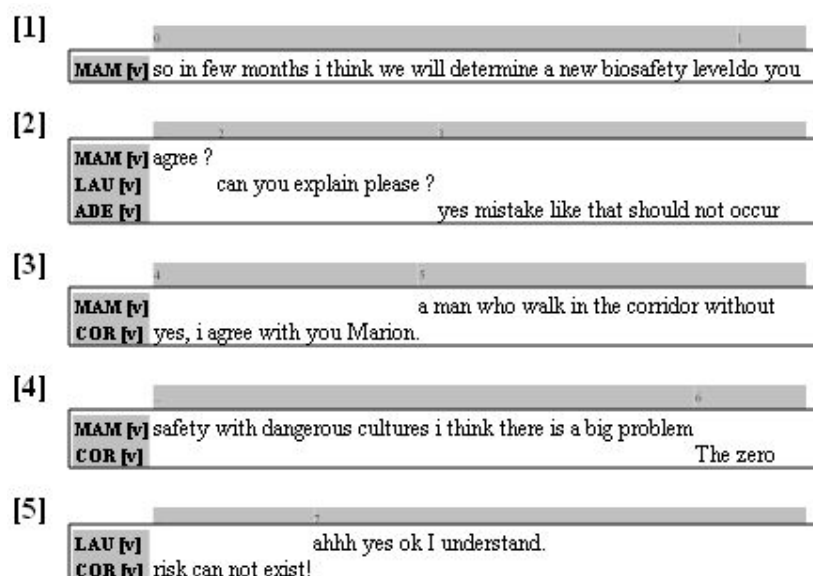 [1]
0 1
MAM [v] so in few months i think we will determine a new biosafety leveldo you
[2]
2 3
MAM [v] agree ?
LAU [v] can you explain please ?
ADE [v] yes mistake like that should not occur
[3]
4 5
MAM [v] a man who walk in the corridor without
COR [v] yes, i agree with you Marion.
[4]
.. 6
MAM [v] safety with dangerous cultures i think there is a big problem
COR [v] The zero
[5]
7
LAU [v] ahhh yes ok I understand.
COR [v] risk can not exist!